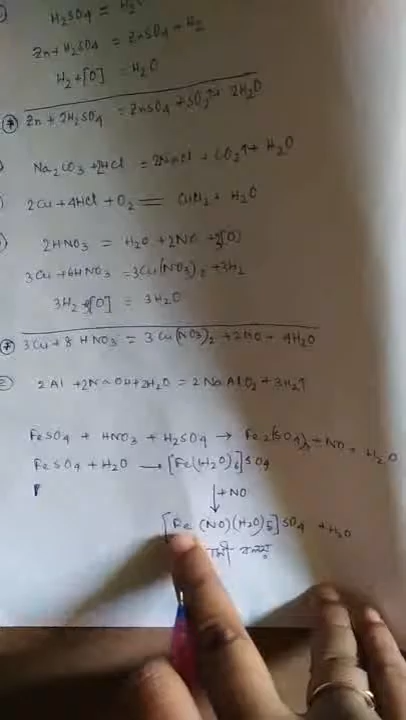 H₂SO₄ = H₂
Zn + H₂SO₄ = ZnSO₄ + H₂
H₂ + [O] = H₂O
Zn + 2H₂SO₄ = ZnSO₄ + SO₂↑ + 2H₂O
Na₂CO₃ + 2HCl = 2NaCl + CO₂↑ + H₂O
2Cu + 4HCl + O₂ = CuCl₂ + H₂O
2HNO₃ = H₂O + 2NO + 3[O]
3Cu + 6HNO₃ = 3Cu(NO₃)₂ + 3H₂
3H₂ + 3[O] = 3H₂O
3Cu + 8HNO₃ = 3Cu(NO₃)₂ + 2NO + 4H₂O
2Al + 2NaOH + 2H₂O = 2NaAlO₂ + 3H₂↑
FeSO₄ + HNO₃ + H₂SO₄ → Fe₂(SO₄)₃ + NO + H₂O
FeSO₄ + H₂O → [Fe(H₂O)₆]SO₄
↓ +NO
[Fe(NO)(H₂O)₅]SO₄ + H₂O
বলয়